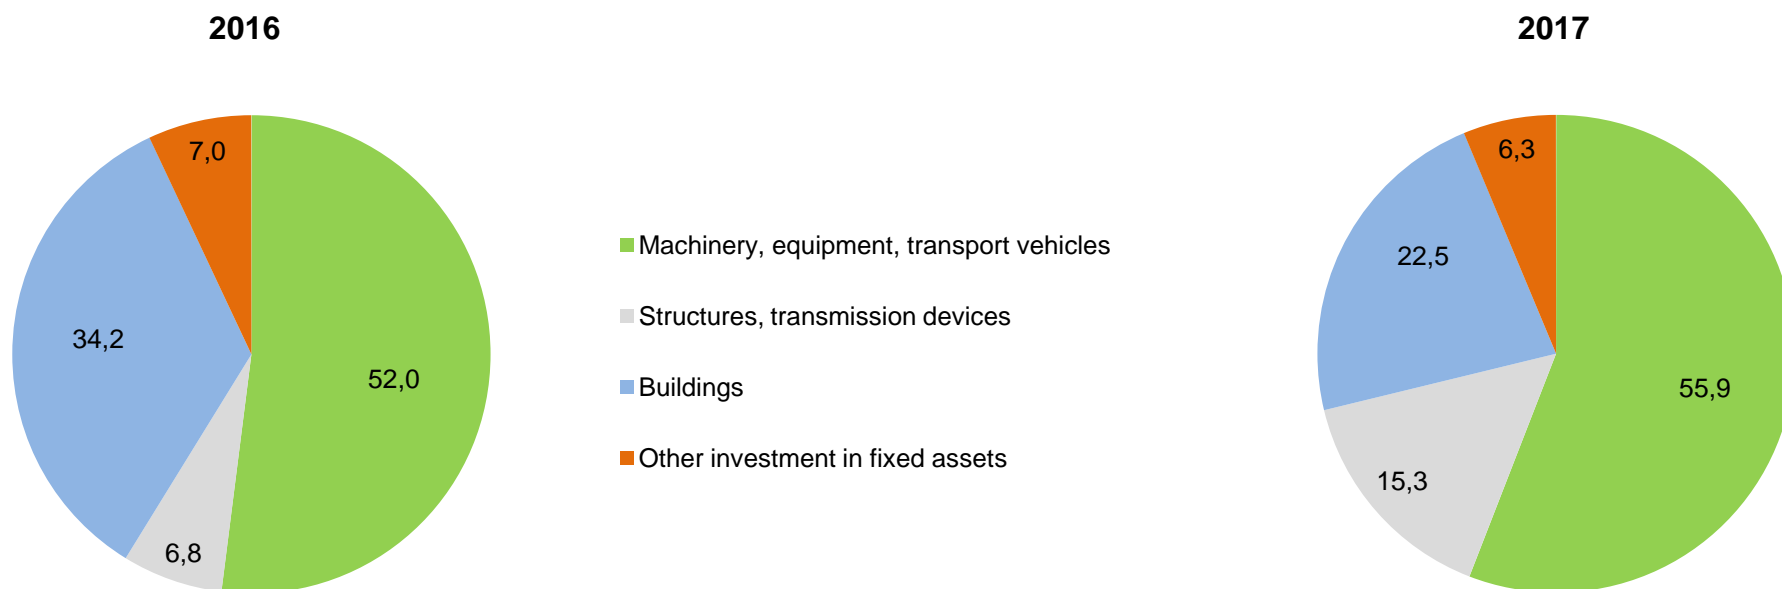 2016
2017
7,0
34,2
52,0
6,8
Machinery, equipment, transport vehicles
Structures, transmission devices
Buildings
Other investment in fixed assets
6,3
22,5
55,9
15,3